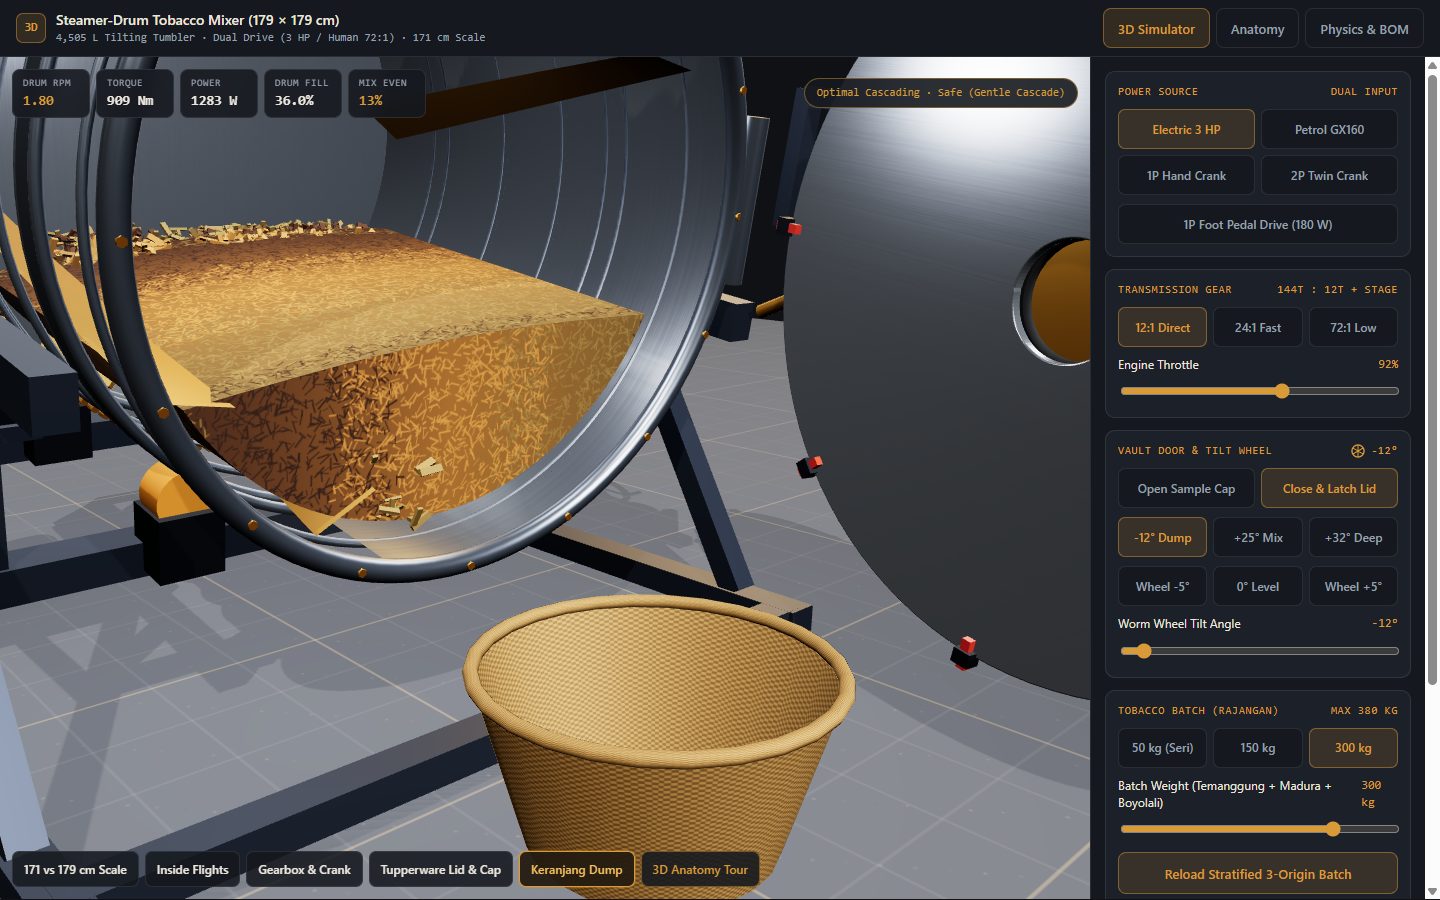 3D
Steamer-Drum Tobacco Mixer (179 × 179 cm)
4,505 L Tilting Tumbler · Dual Drive (3 HP / Human 72:1) · 171 cm Scale
3D Simulator
Anatomy
Physics & BOM
DRUM RPM
1.80
TORQUE
909 Nm
POWER
1283 W
DRUM FILL
36.0%
MIX EVEN
13%
Optimal Cascading · Safe (Gentle Cascade)
POWER SOURCE
DUAL INPUT
Electric 3 HP
Petrol GX160
1P Hand Crank
2P Twin Crank
1P Foot Pedal Drive (180 W)
TRANSMISSION GEAR
144T : 12T + STAGE
12:1 Direct
24:1 Fast
72:1 Low
Engine Throttle
92%
VAULT DOOR & TILT WHEEL
-12°
Open Sample Cap
Close & Latch Lid
-12° Dump
+25° Mix
+32° Deep
Wheel -5°
0° Level
Wheel +5°
Worm Wheel Tilt Angle
-12°
TOBACCO BATCH (RAJANGAN)
MAX 380 KG
50 kg (Seri)
150 kg
300 kg
Batch Weight (Temanggung + Madura +
Boyolali)
300
kg
Reload Stratified 3-Origin Batch
171 vs 179 cm Scale
Inside Flights
Gearbox & Crank
Tupperware Lid & Cap
Keranjang Dump
3D Anatomy Tour